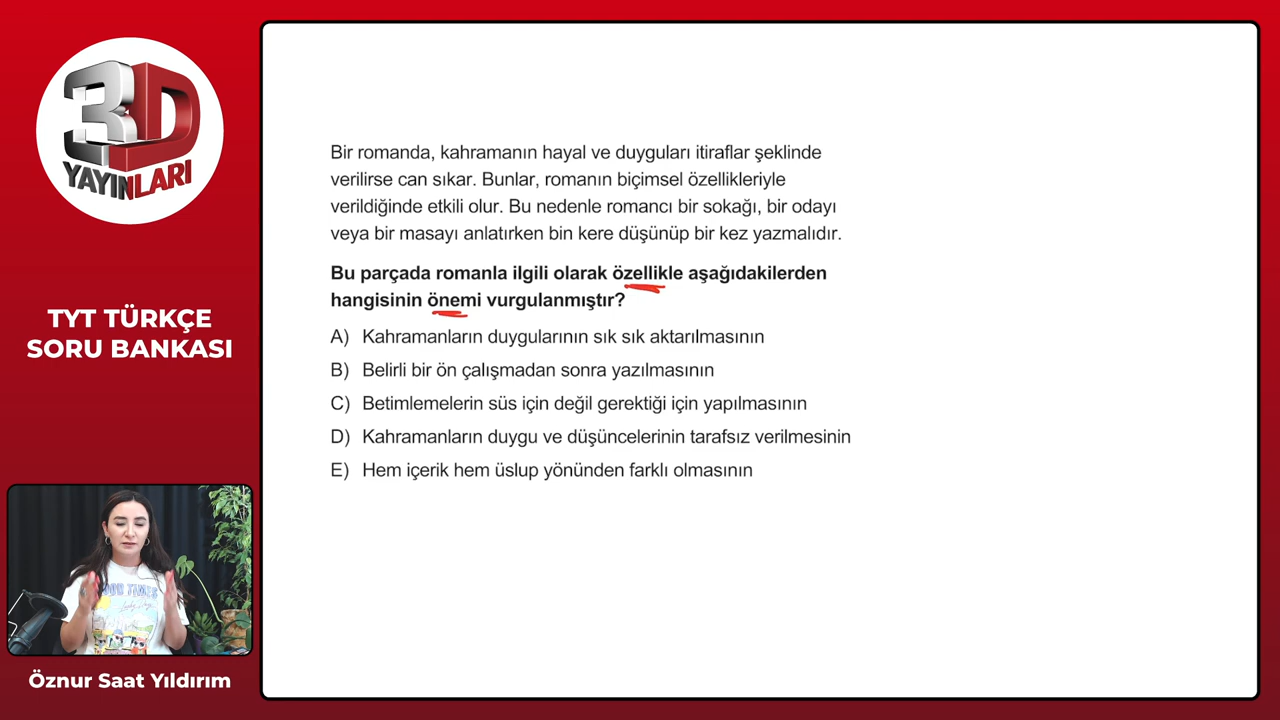 3D
YAYINLARI
TYT TÜRKÇE
SORU BANKASI
Öznur Saat Yıldırım
Bir romanda, kahramanın hayal ve duyguları itiraflar şeklinde
verilirse can sıkar. Bunlar, romanın biçimsel özellikleriyle
verildiğinde etkili olur. Bu nedenle romancı bir sokağı, bir odayı
veya bir masayı anlatırken bin kere düşünüp bir kez yazmalıdır.
Bu parçada romanla ilgili olarak özellikle aşağıdakilerden
hangisinin önemi vurgulanmıştır?
A) Kahramanların duygularının sık sık aktarılmasının
B) Belirli bir ön çalışmadan sonra yazılmasının
C) Betimlemelerin süs için değil gerektiği için yapılmasının
D) Kahramanların duygu ve düşüncelerinin tarafsız verilmesinin
E) Hem içerik hem üslup yönünden farklı olmasının